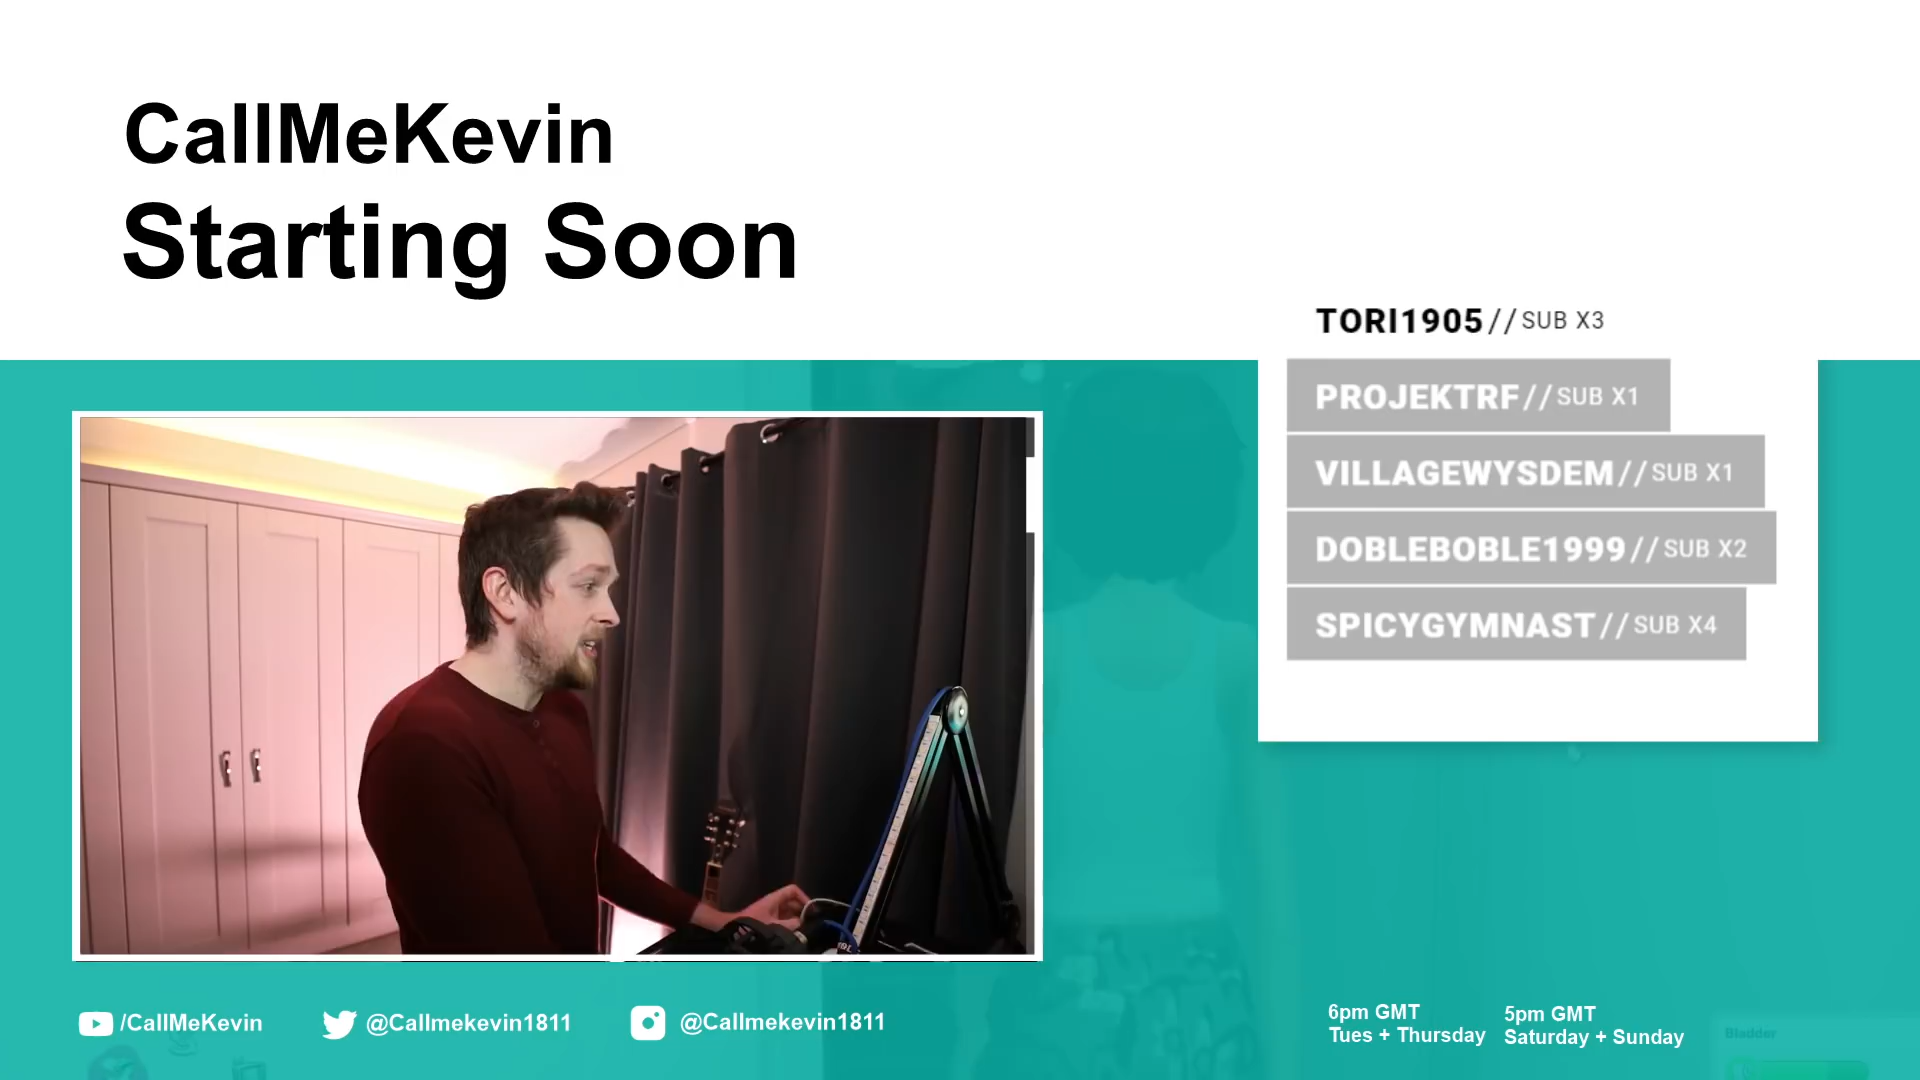 CallMeKevin
Starting Soon
TORI1905//SUB X3
PROJEKTRF//SUB X1
VILLAGEWYSDEM//SUB X1
DOBLEBOBLE1999//SUB X2
SPICYGYMNAST//SUB X4
/CallMeKevin
@Callmekevin1811
@Callmekevin1811
6pm GMT
Tues + Thursday
5pm GMT
Saturday + Sunday
Bladder